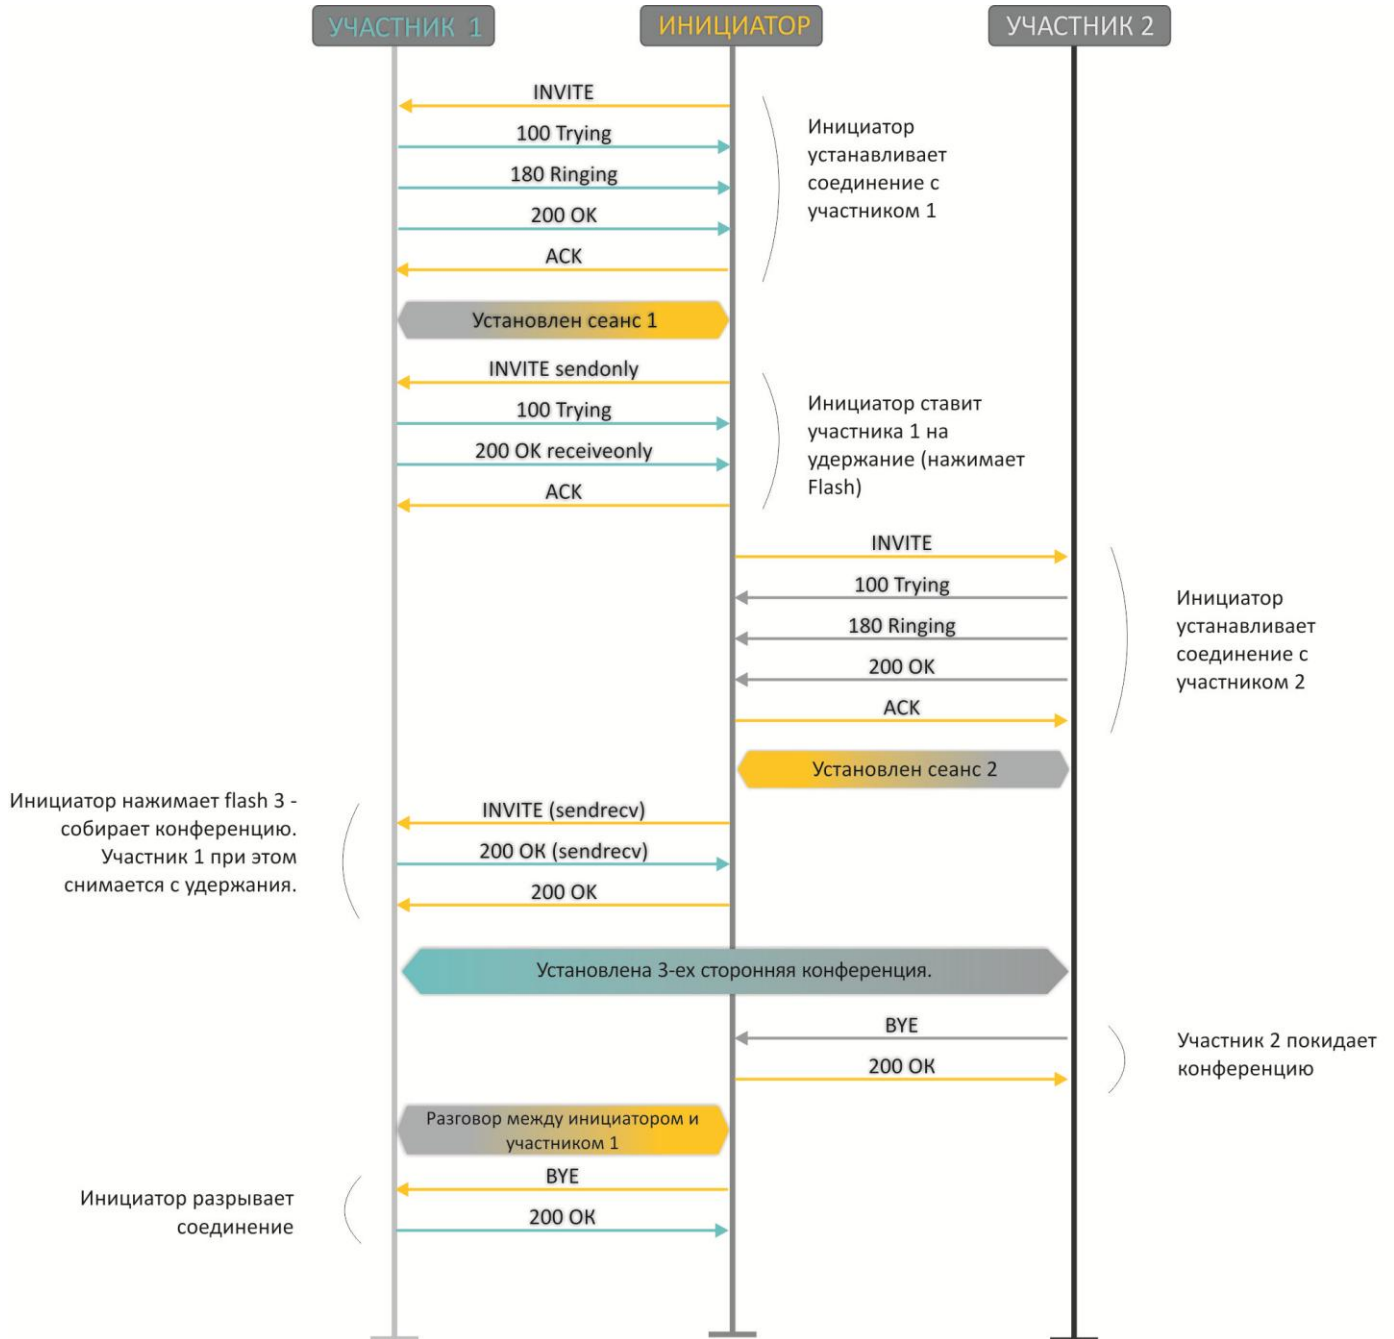 УЧАСТНИК 1
ИНИЦИАТОР
УЧАСТНИК 2
INVITE
100 Trying
180 Ringing
200 OK
ACK
Инициатор
устанавливает
соединение с
участником 1
Установлен сеанс 1
INVITE sendonly
100 Trying
200 OK receiveonly
ACK
Инициатор ставит
участника 1 на
удержание (нажимает
Flash)
INVITE
100 Trying
180 Ringing
200 OK
ACK
Инициатор
устанавливает
соединение с
участником 2
Установлен сеанс 2
Инициатор нажимает flash 3 -
собирает конференцию.
Участник 1 при этом
снимается с удержания.
INVITE (sendrecv)
200 OK (sendrecv)
200 OK
Установлена 3-ех сторонняя конференция.
BYE
200 OK
Участник 2 покидает
конференцию
Разговор между инициатором и
участником 1
BYE
200 OK
Инициатор разрывает
соединение